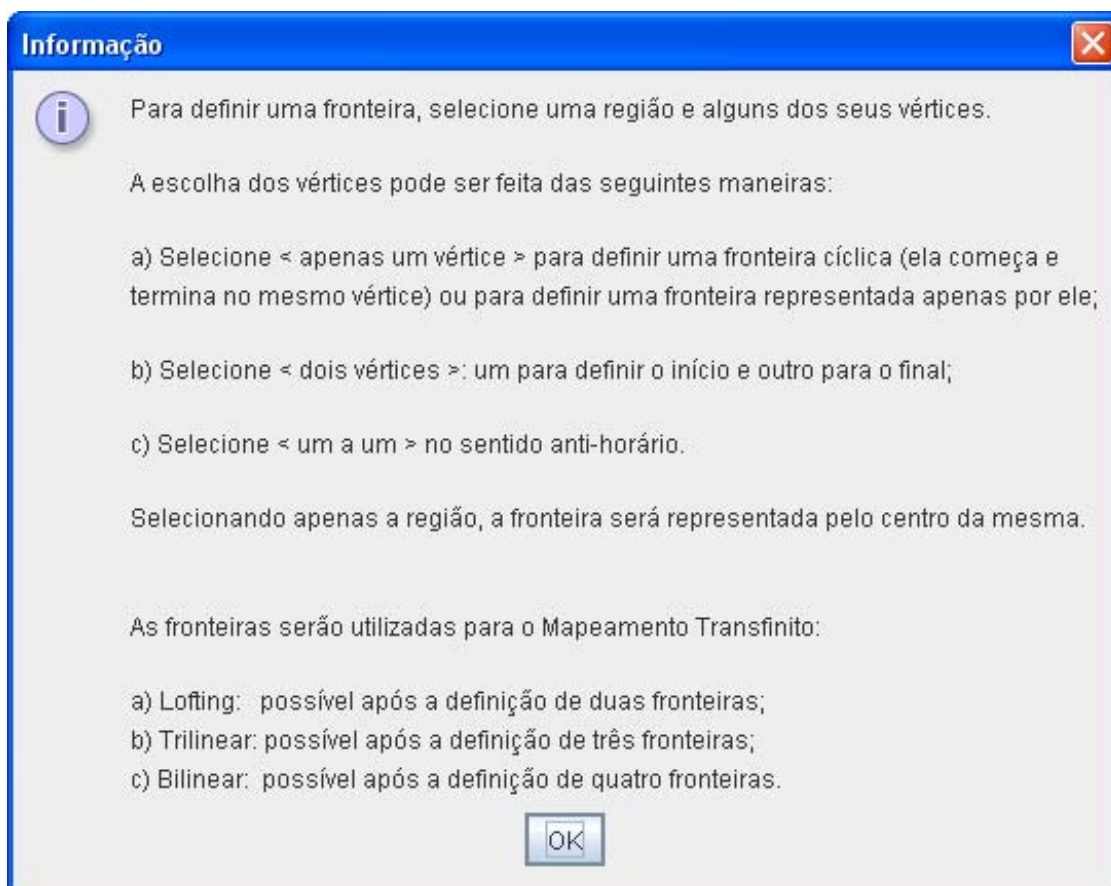 Informação
Para definir uma fronteira, selecione uma região e alguns dos seus vértices.
A escolha dos vértices pode ser feita das seguintes maneiras:
a) Selecione < apenas um vértice > para definir uma fronteira cíclica (ela começa e
termina no mesmo vértice) ou para definir uma fronteira representada apenas por ele;
b) Selecione < dois vértices >: um para definir o início e outro para o final;
c) Selecione < um a um > no sentido anti-horário.
Selecionando apenas a região, a fronteira será representada pelo centro da mesma.
As fronteiras serão utilizadas para o Mapeamento Transfinito:
a) Lofting: possível após a definição de duas fronteiras;
b) Trilinear: possível após a definição de três fronteiras;
c) Bilinear: possível após a definição de quatro fronteiras.
OK